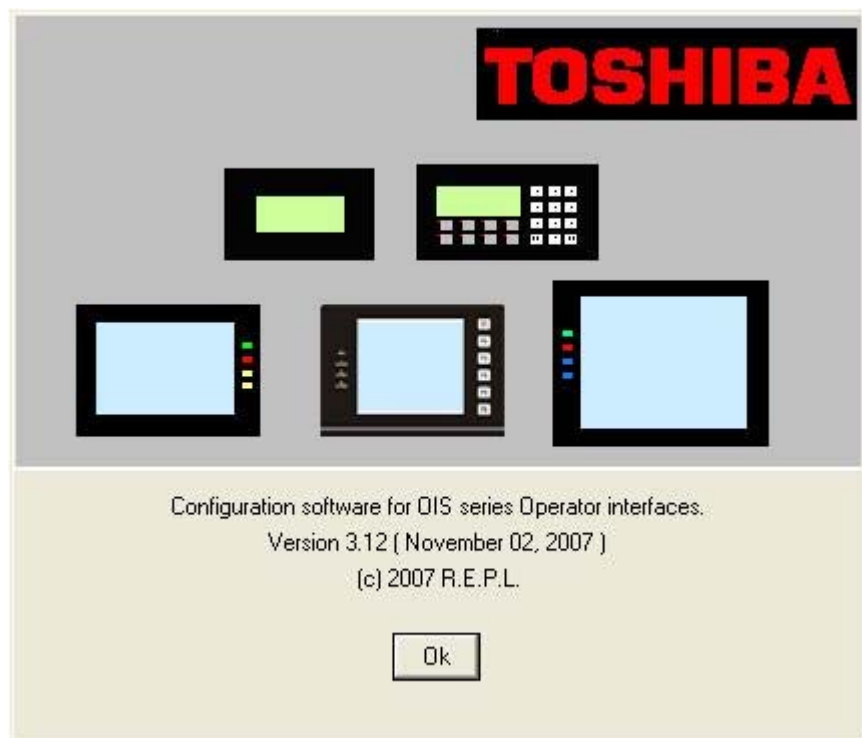 TOSHIBA
Configuration software for OIS series Operator interfaces.
Version 3.12 ( November 02, 2007 )
(c) 2007 R.E.P.L.
Ok